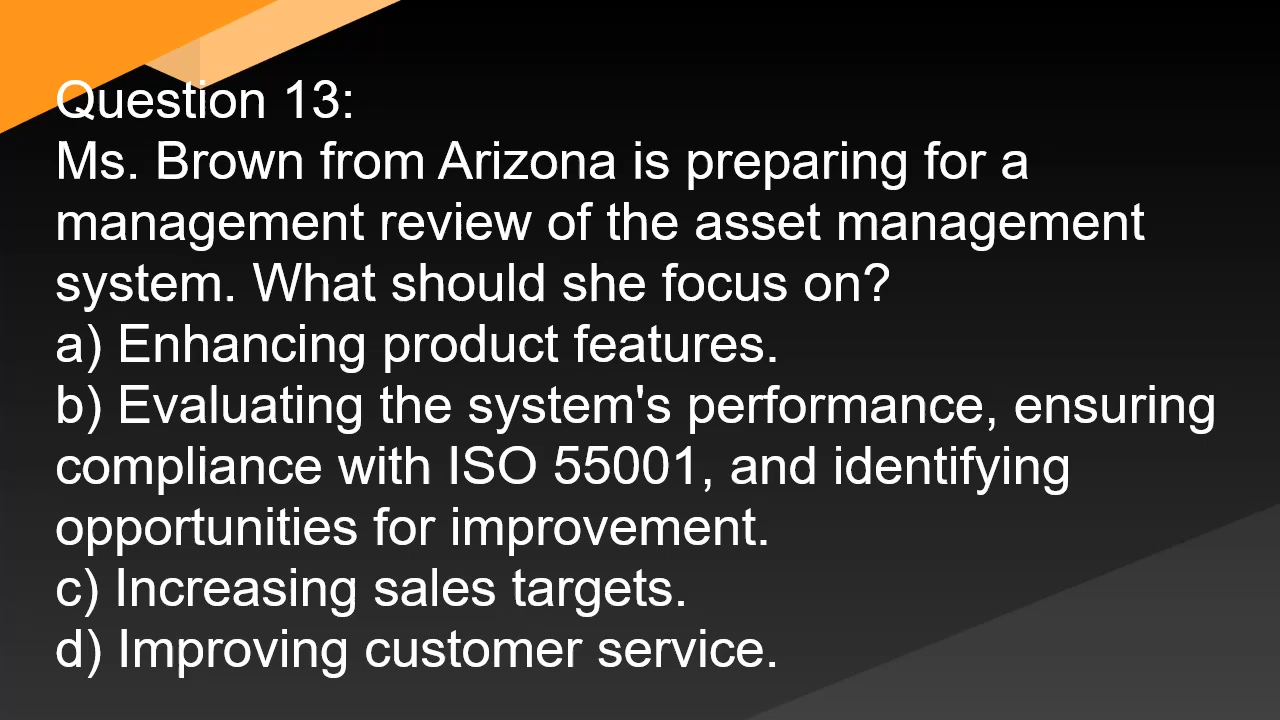 Question 13:
Ms. Brown from Arizona is preparing for a
management review of the asset management
system. What should she focus on?
a) Enhancing product features.
b) Evaluating the system's performance, ensuring
compliance with ISO 55001, and identifying
opportunities for improvement.
c) Increasing sales targets.
d) Improving customer service.